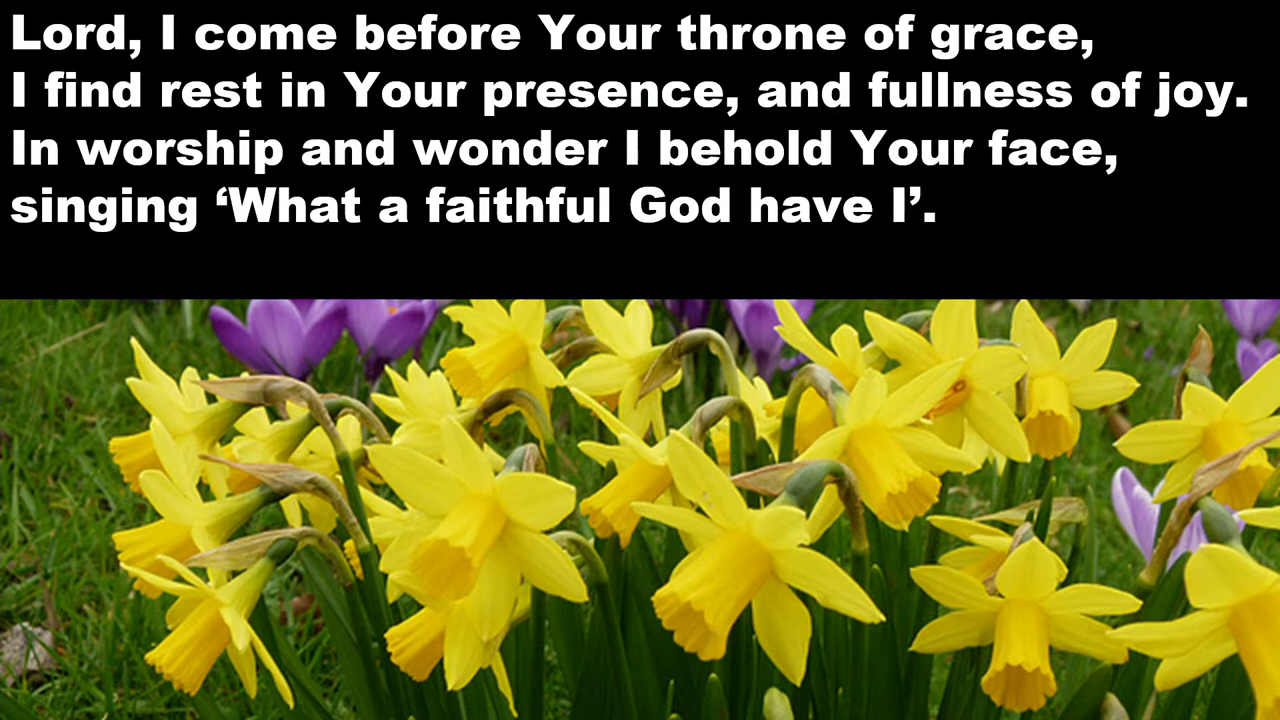 Lord, I come before Your throne of grace,
I find rest in Your presence, and fullness of joy.
In worship and wonder I behold Your face,
singing ‘What a faithful God have I’.